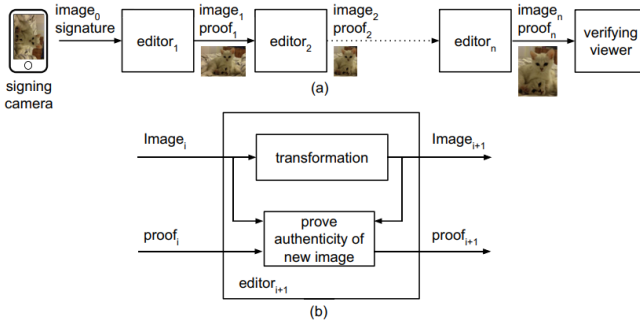 image₀
signature
signing
camera
editor₁
image₁
proof₁
editor₂
image₂
proof₂
editorₙ
imageₙ
proofₙ
verifying
viewer
(a)
Imageᵢ
transformation
Imageᵢ₊₁
proofᵢ
prove
authenticity of
new image
proofᵢ₊₁
editorᵢ₊₁
(b)